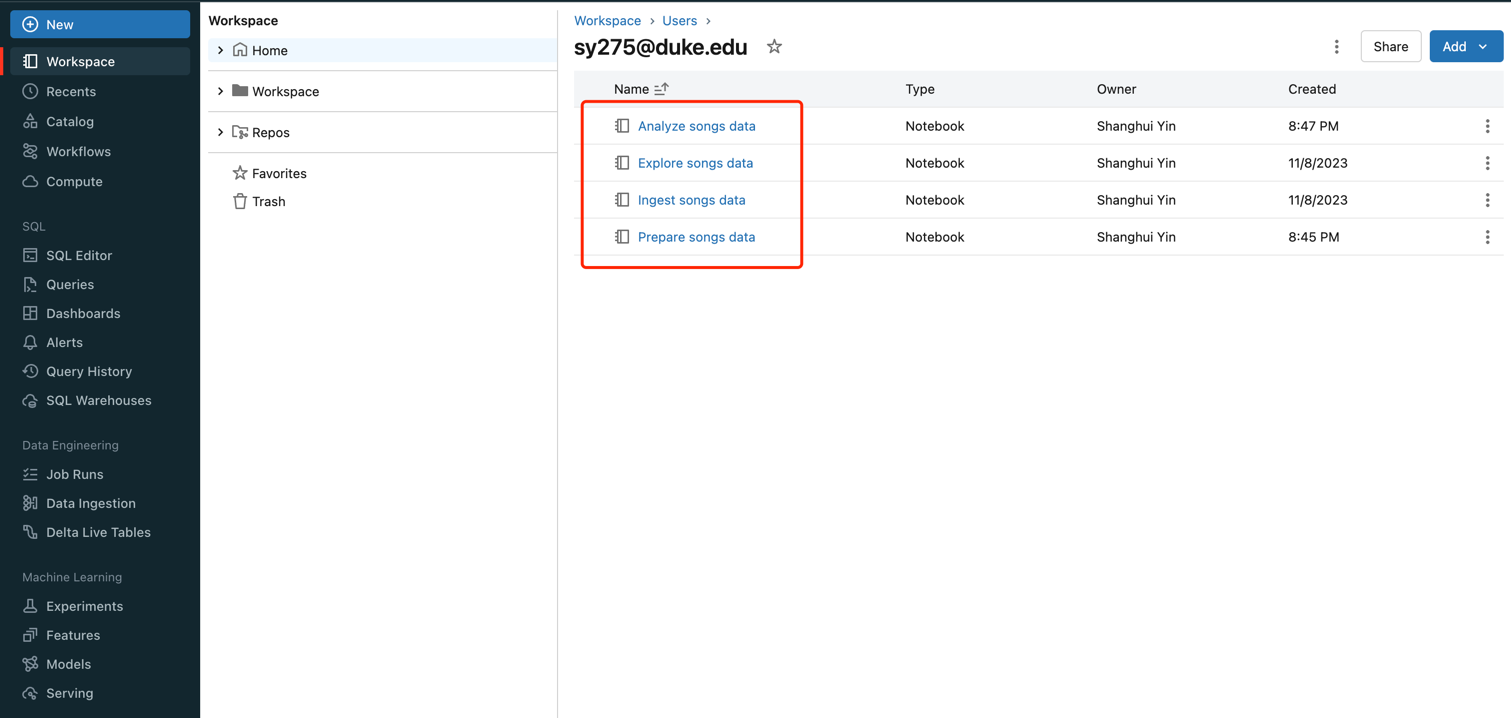 New
Workspace
Recents
Catalog
Workflows
Compute
SQL
SQL Editor
Queries
Dashboards
Alerts
Query History
SQL Warehouses
Data Engineering
Job Runs
Data Ingestion
Delta Live Tables
Machine Learning
Experiments
Features
Models
Serving
Workspace
Home
Workspace
Repos
Favorites
Trash
Workspace > Users >
sy275@duke.edu
Share
Add
Name Type Owner Created
Analyze songs data Notebook Shanghui Yin 8:47 PM
Explore songs data Notebook Shanghui Yin 11/8/2023
Ingest songs data Notebook Shanghui Yin 11/8/2023
Prepare songs data Notebook Shanghui Yin 8:45 PM